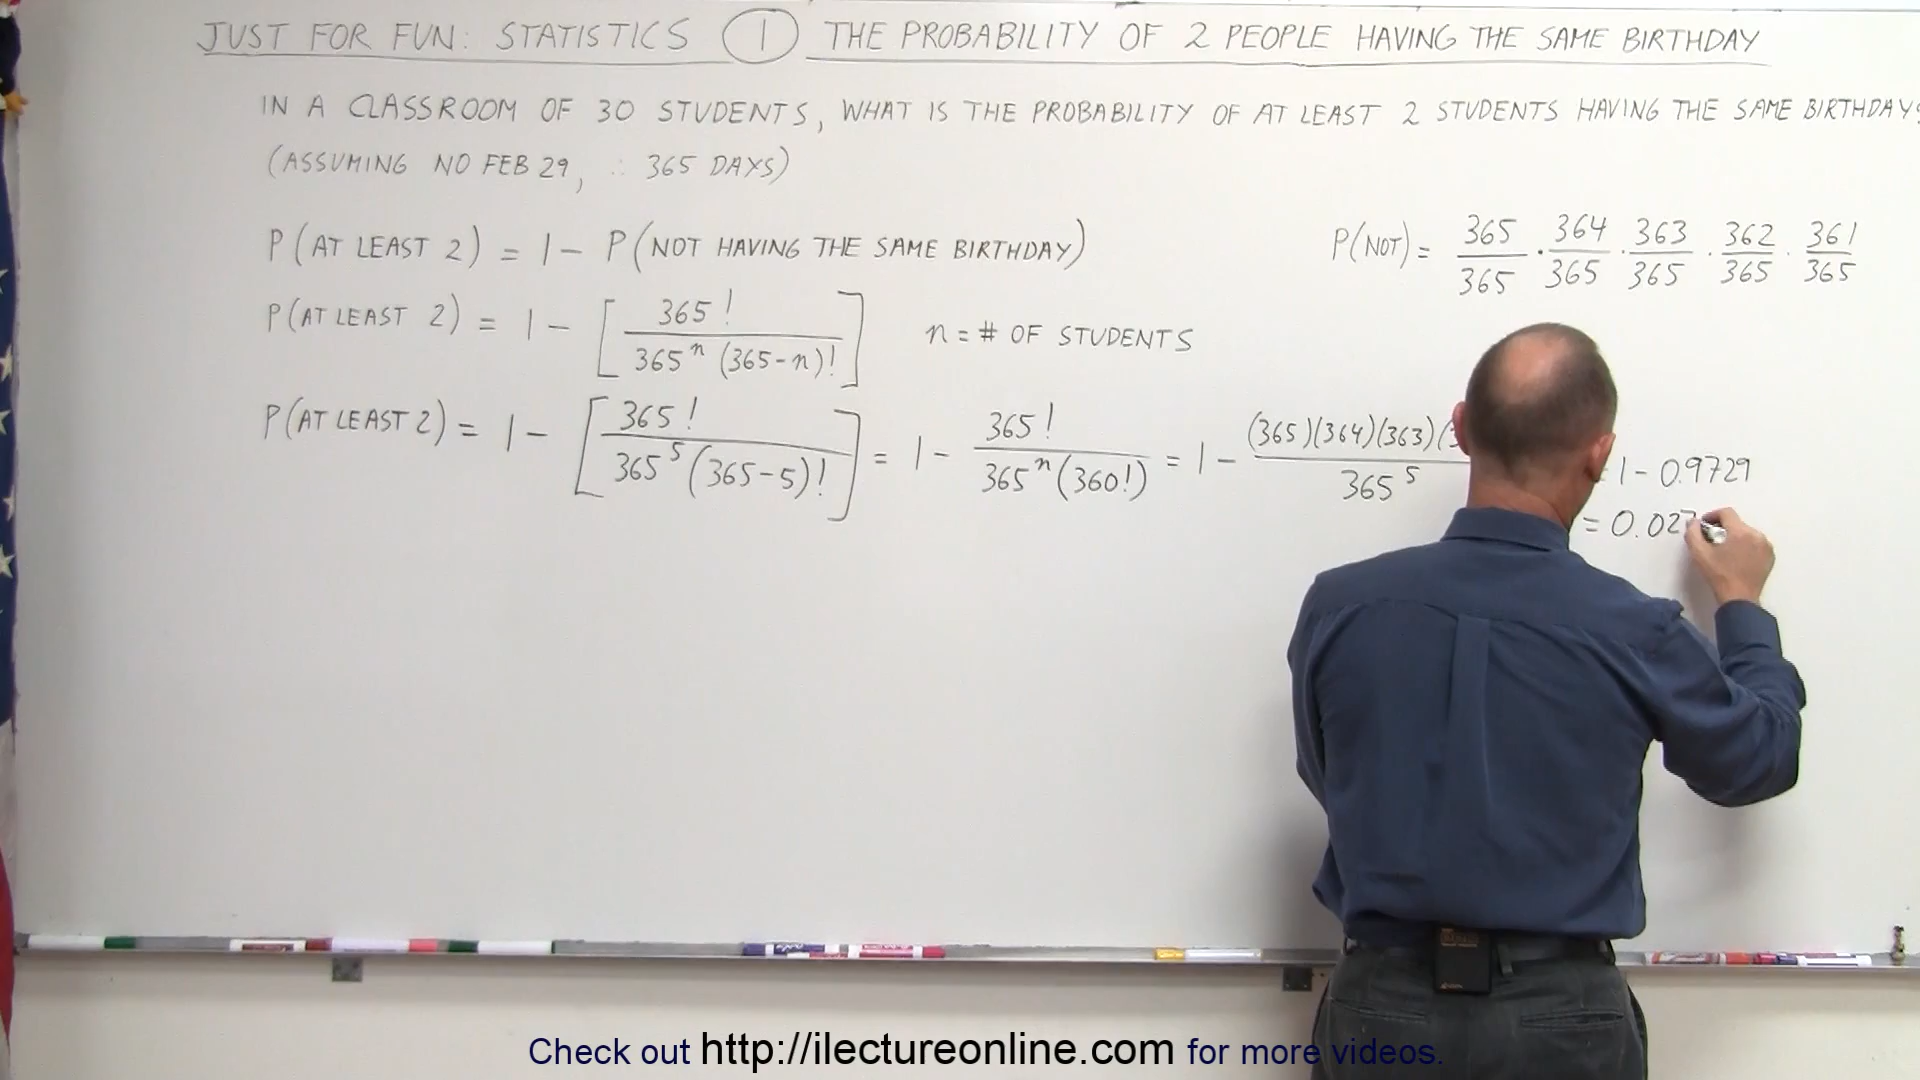 JUST FOR FUN: STATISTICS 1 THE PROBABILITY OF 2 PEOPLE HAVING THE SAME BIRTHDAY
IN A CLASSROOM OF 30 STUDENTS, WHAT IS THE PROBABILITY OF AT LEAST 2 STUDENTS HAVING THE SAME BIRTHDAY?
(ASSUMING NO FEB 29, ∴ 365 DAYS)
P(AT LEAST 2) = 1 - P(NOT HAVING THE SAME BIRTHDAY)
P(NOT) = 365/365 · 364/365 · 363/365 · 362/365 · 361/365
P(AT LEAST 2) = 1 - [365! / 365^n (365-n)!] n = # OF STUDENTS
P(AT LEAST 2) = 1 - [365! / 365^5 (365-5)!] = 1 - 365! / 365^n (360!) = 1 - (365)(364)(363)( / 365^5 = 1 - 0.9729
= 0.027
Check out http://ilectureonline.com for more videos.